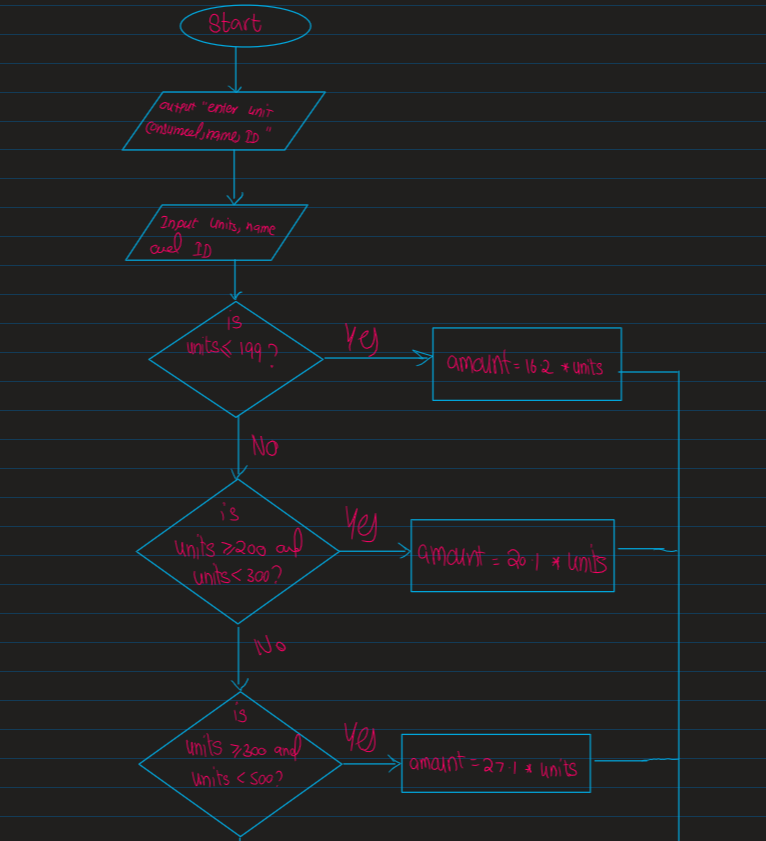 Start
output "enter unit
Consumed, name, ID"
Input Units, name
and ID
is
units ≤ 199?
Yes
amount = 16.2 * units
No
is
units ≥ 200 and
units < 300?
Yes
amount = 20.1 * units
No
is
units ≥ 300 and
units < 500?
Yes
amount = 27.1 * units